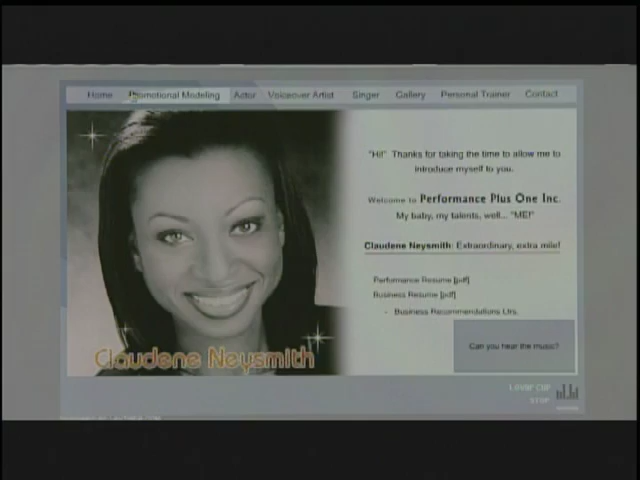 Home Promotional Modeling Actor Voiceover Artist Singer Gallery Personal Trainer Contact
"Hi!" Thanks for taking the time to allow me to
introduce myself to you.
Welcome to Performance Plus One Inc.
My baby, my talents, well... "ME!"
Claudene Neysmith: Extraordinary, extra mile!
Performance Resume [pdf]
Business Resume [pdf]
- Business Recommendations Ltrs.
Can you hear the music?
Claudene Neysmith
STOP